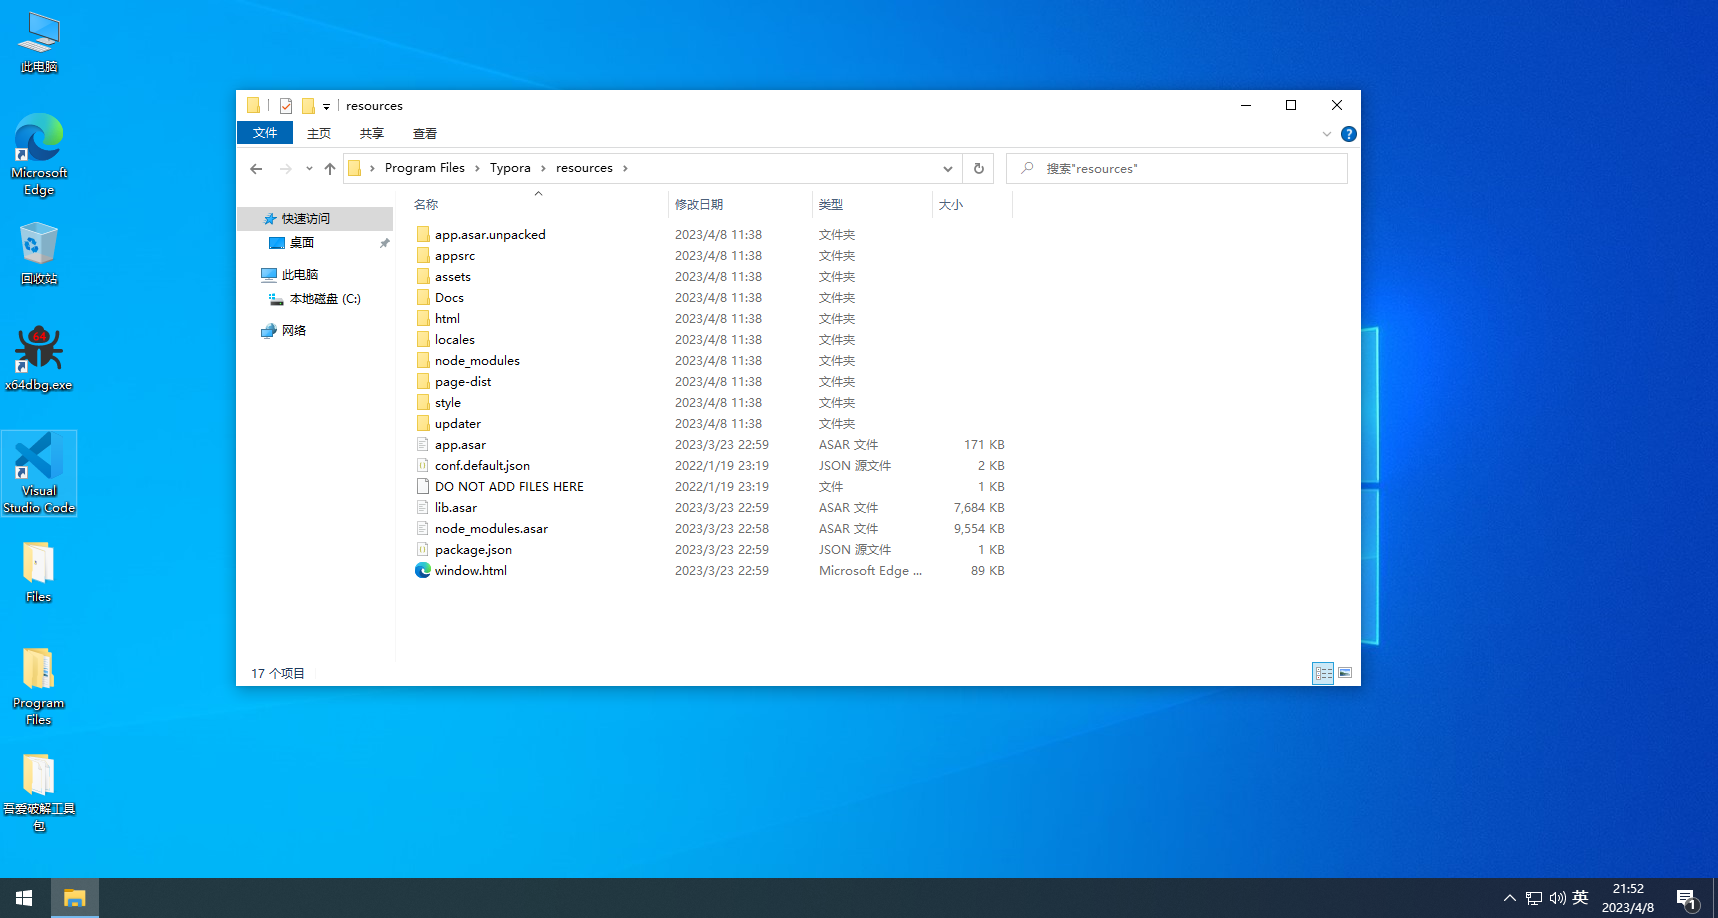 此电脑
Microsoft
Edge
回收站
64
x64dbg.exe
Visual
Studio Code
Files
Program
Files
吾爱破解工具
包
resources
文件
主页
共享
查看
?
Program Files
Typora
resources
搜索"resources"
快速访问
桌面
此电脑
本地磁盘 (C:)
网络
名称 修改日期 类型 大小
app.asar.unpacked 2023/4/8 11:38 文件夹
appsrc 2023/4/8 11:38 文件夹
assets 2023/4/8 11:38 文件夹
Docs 2023/4/8 11:38 文件夹
html 2023/4/8 11:38 文件夹
locales 2023/4/8 11:38 文件夹
node_modules 2023/4/8 11:38 文件夹
page-dist 2023/4/8 11:38 文件夹
style 2023/4/8 11:38 文件夹
updater 2023/4/8 11:38 文件夹
app.asar 2023/3/23 22:59 ASAR 文件 171 KB
conf.default.json 2022/1/19 23:19 JSON 源文件 2 KB
DO NOT ADD FILES HERE 2022/1/19 23:19 文件 1 KB
lib.asar 2023/3/23 22:59 ASAR 文件 7,684 KB
node_modules.asar 2023/3/23 22:58 ASAR 文件 9,554 KB
package.json 2023/3/23 22:59 JSON 源文件 1 KB
window.html 2023/3/23 22:59 Microsoft Edge ... 89 KB
17 个项目
英
21:52
2023/4/8
1